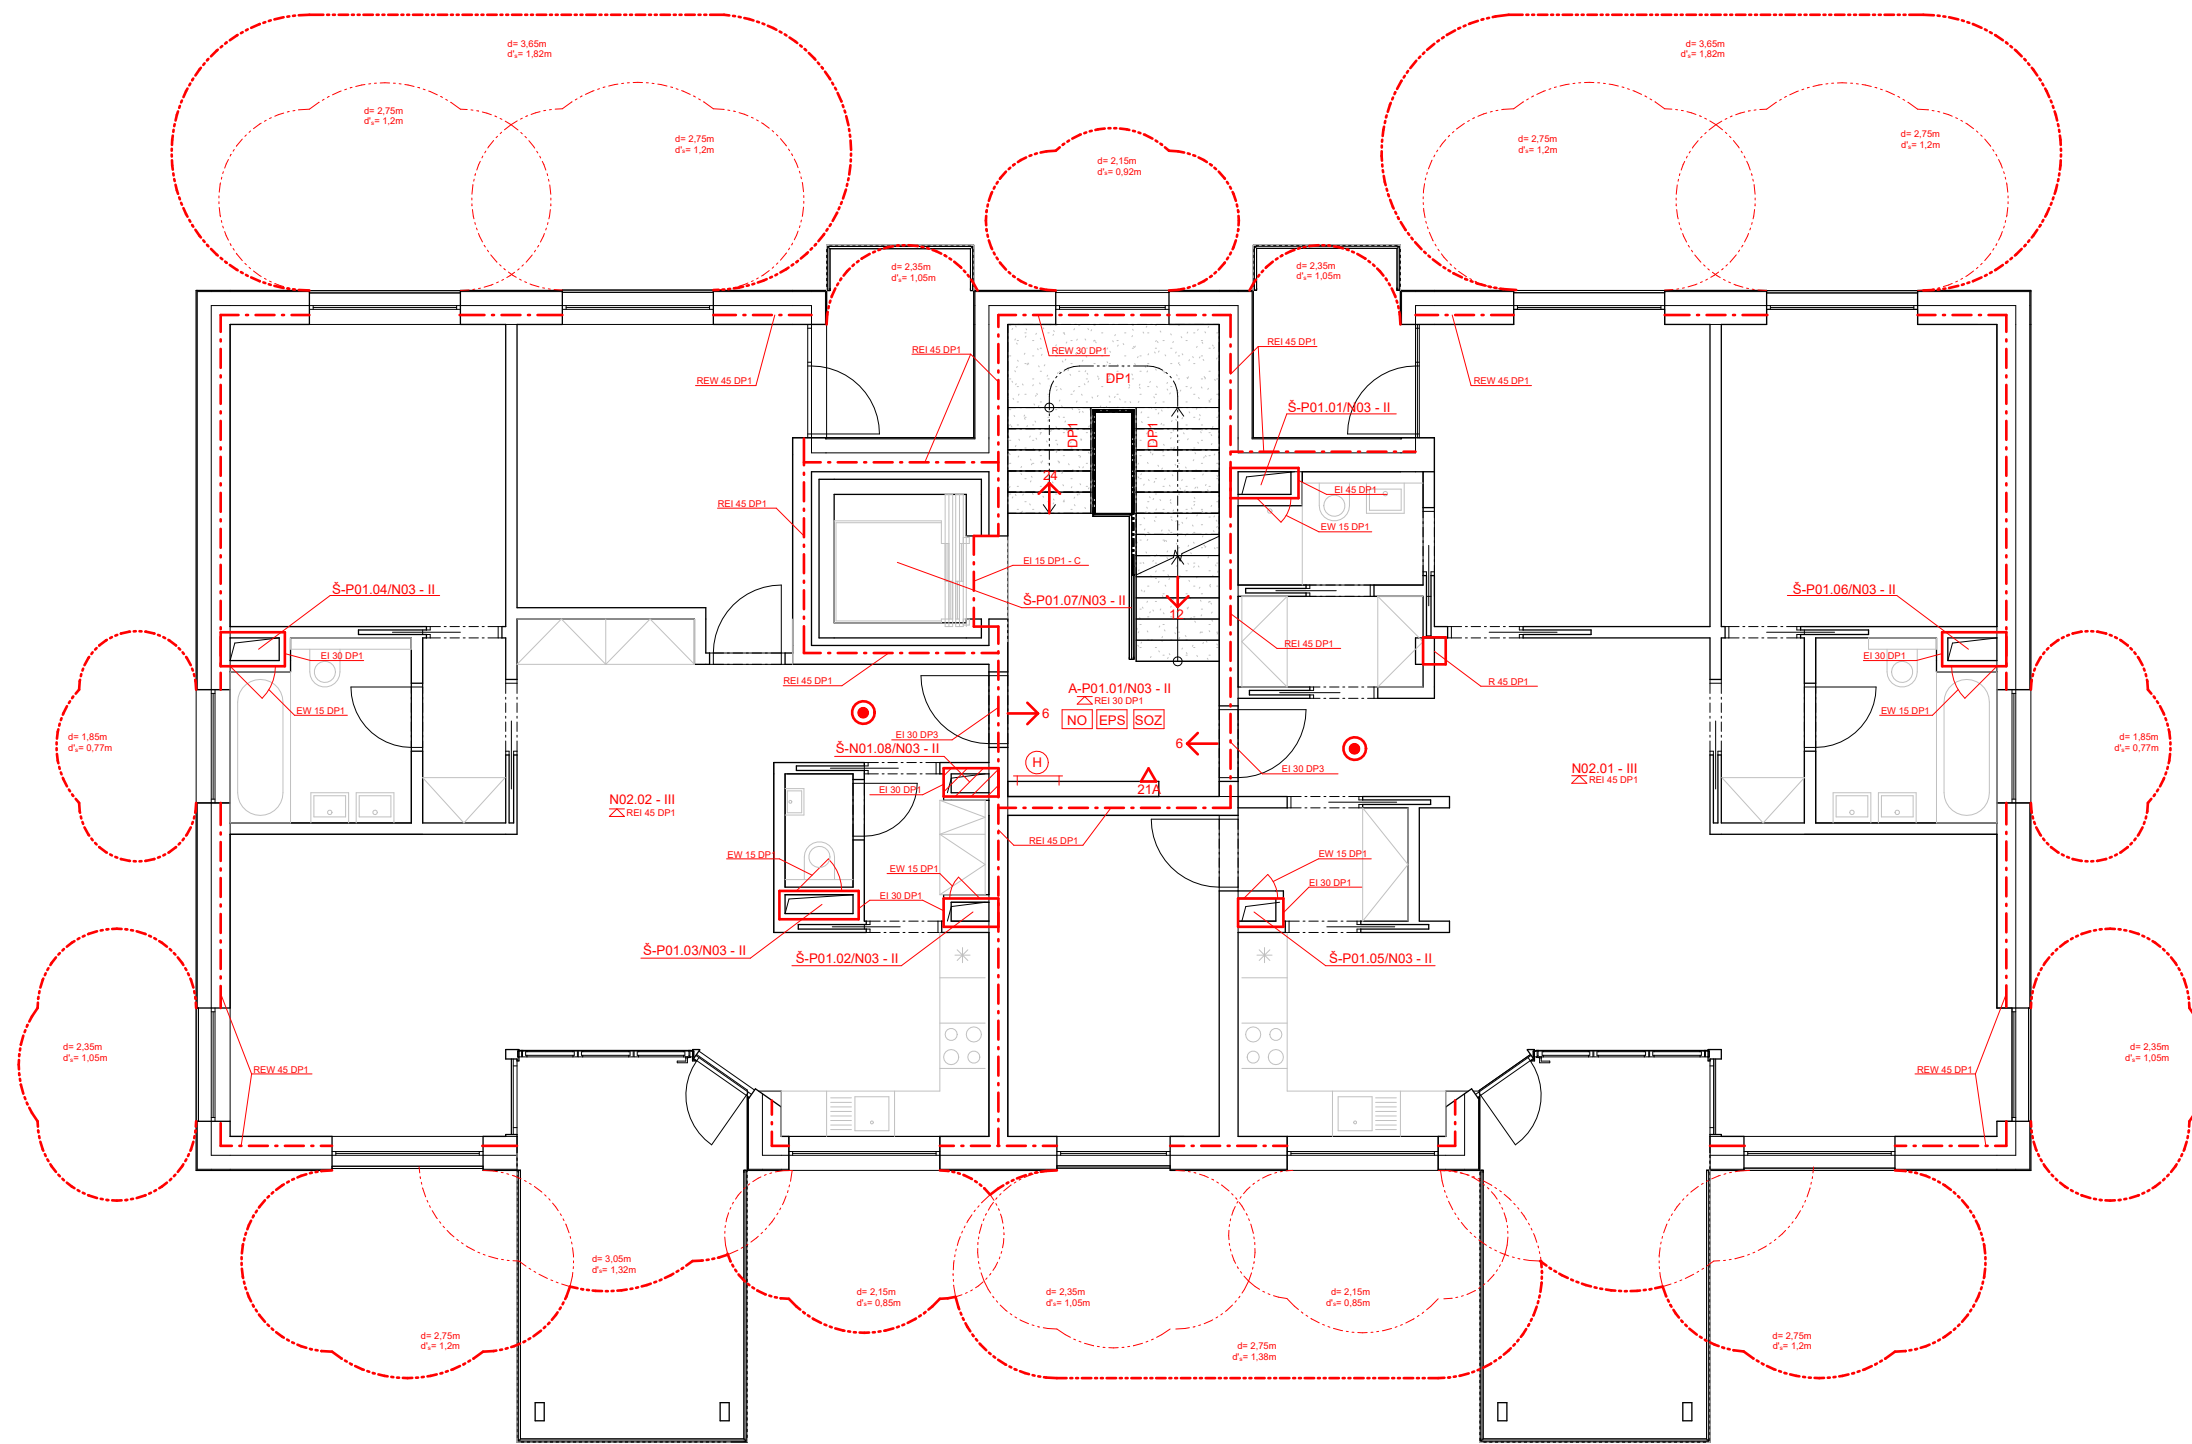 d= 3,65m
d's= 1,82m
d= 3,65m
d's= 1,82m
d= 2,75m
d's= 1,2m
d= 2,75m
d's= 1,2m
d= 2,15m
d's= 0,92m
d= 2,75m
d's= 1,2m
d= 2,75m
d's= 1,2m
d= 2,35m
d's= 1,05m
d= 2,35m
d's= 1,05m
REI 45 DP1
REW 30 DP1
REI 45 DP1
REW 45 DP1
DP1
REW 45 DP1
Š-P01.01/N03 - II
DP1
DP1
24
EI 45 DP1
REI 45 DP1
EW 15 DP1
EI 15 DP1 - C
Š-P01.04/N03 - II
Š-P01.07/N03 - II
Š-P01.06/N03 - II
12
EI 30 DP1
REI 45 DP1
EI 30 DP1
REI 45 DP1
R 45 DP1
A-P01.01/N03 - II
REI 30 DP1
EW 15 DP1
6
NO EPS SOZ
EW 15 DP1
d= 1,85m
d's= 0,77m
EI 30 DP3
6
d= 1,85m
d's= 0,77m
Š-N01.08/N03 - II
H
EI 30 DP3
N02.01 - III
REI 45 DP1
EI 30 DP1
21A
N02.02 - III
REI 45 DP1
REI 45 DP1
EW 15 DP1
EW 15 DP1
EW 15 DP1
EI 30 DP1
EI 30 DP1
Š-P01.03/N03 - II
Š-P01.02/N03 - II
Š-P01.05/N03 - II
d= 2,35m
d's= 1,05m
d= 2,35m
d's= 1,05m
REW 45 DP1
REW 45 DP1
d= 3,05m
d's= 1,32m
d= 2,15m
d's= 0,85m
d= 2,35m
d's= 1,05m
d= 2,15m
d's= 0,85m
d= 2,75m
d's= 1,2m
d= 2,75m
d's= 1,38m
d= 2,75m
d's= 1,2m